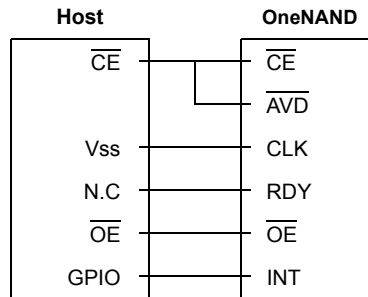 Host OneNAND
CE CE
AVD
Vss CLK
N.C RDY
OE OE
GPIO INT